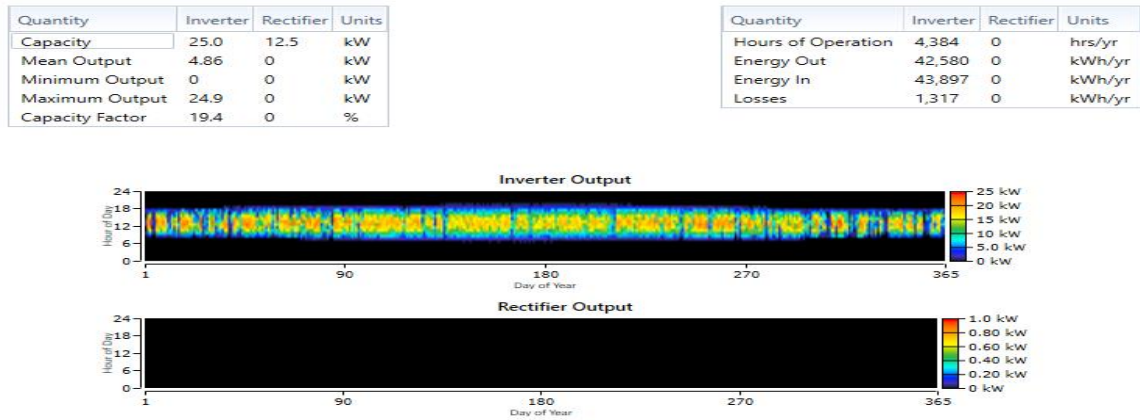 Quantity Inverter Rectifier Units
Capacity 25.0 12.5 kW
Mean Output 4.86 0 kW
Minimum Output 0 0 kW
Maximum Output 24.9 0 kW
Capacity Factor 19.4 0 %
Quantity Inverter Rectifier Units
Hours of Operation 4,384 0 hrs/yr
Energy Out 42,580 0 kWh/yr
Energy In 43,897 0 kWh/yr
Losses 1,317 0 kWh/yr
Inverter Output
Hour of Day
24
18
12
6
0
1 90 180 270 365
Day of Year
25 kW
20 kW
15 kW
10 kW
5.0 kW
0 kW
Rectifier Output
Hour of Day
24
18
12
6
0
1 90 180 270 365
Day of Year
1.0 kW
0.80 kW
0.60 kW
0.40 kW
0.20 kW
0 kW